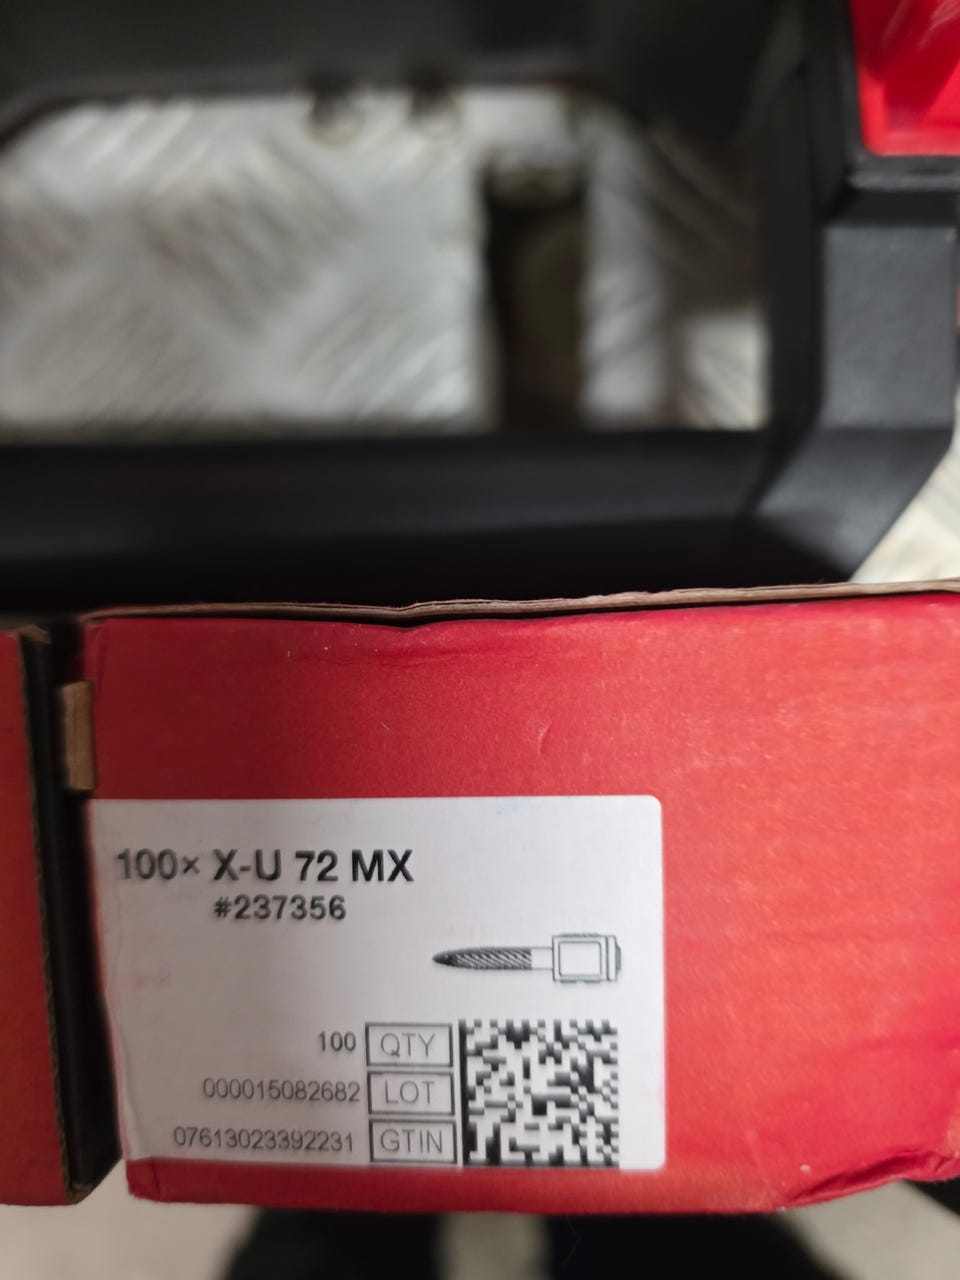 100× X-U 72 MX
#237356
100 QTY
000015082682 LOT
07613023392231 GTIN